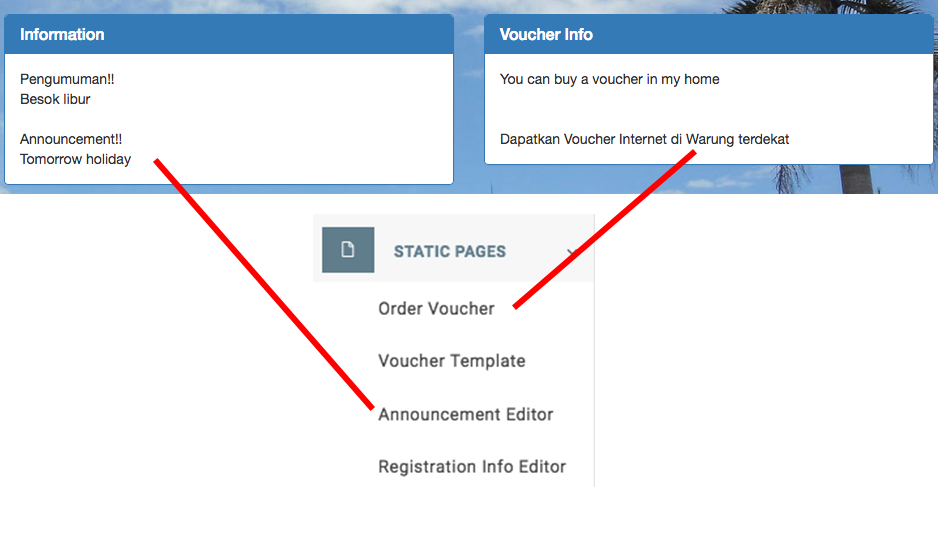 Information
Pengumuman!!
Besok libur
Announcement!!
Tomorrow holiday
Voucher Info
You can buy a voucher in my home
Dapatkan Voucher Internet di Warung terdekat
STATIC PAGES
Order Voucher
Voucher Template
Announcement Editor
Registration Info Editor